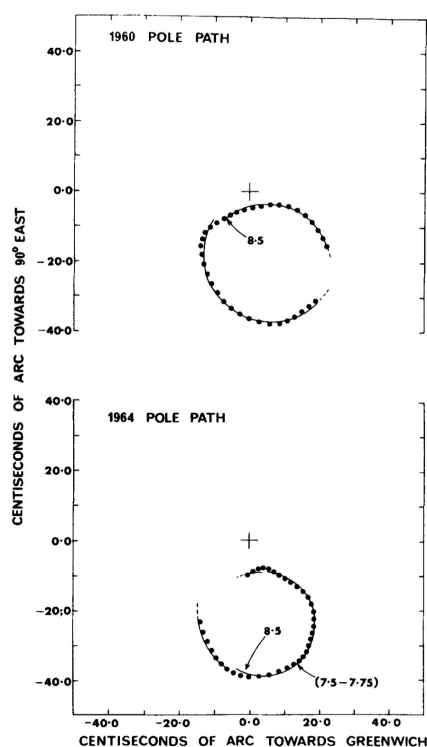 1960 POLE PATH
40·0
20·0
0·0
-20·0
-40·0
8·5
CENTISECONDS OF ARC TOWARDS 90° EAST
40·0
1964 POLE PATH
20·0
0·0
-20·0
-40·0
8·5
(7·5-7·75)
-40·0 -20·0 0·0 20·0 40·0
CENTISECONDS OF ARC TOWARDS GREENWICH